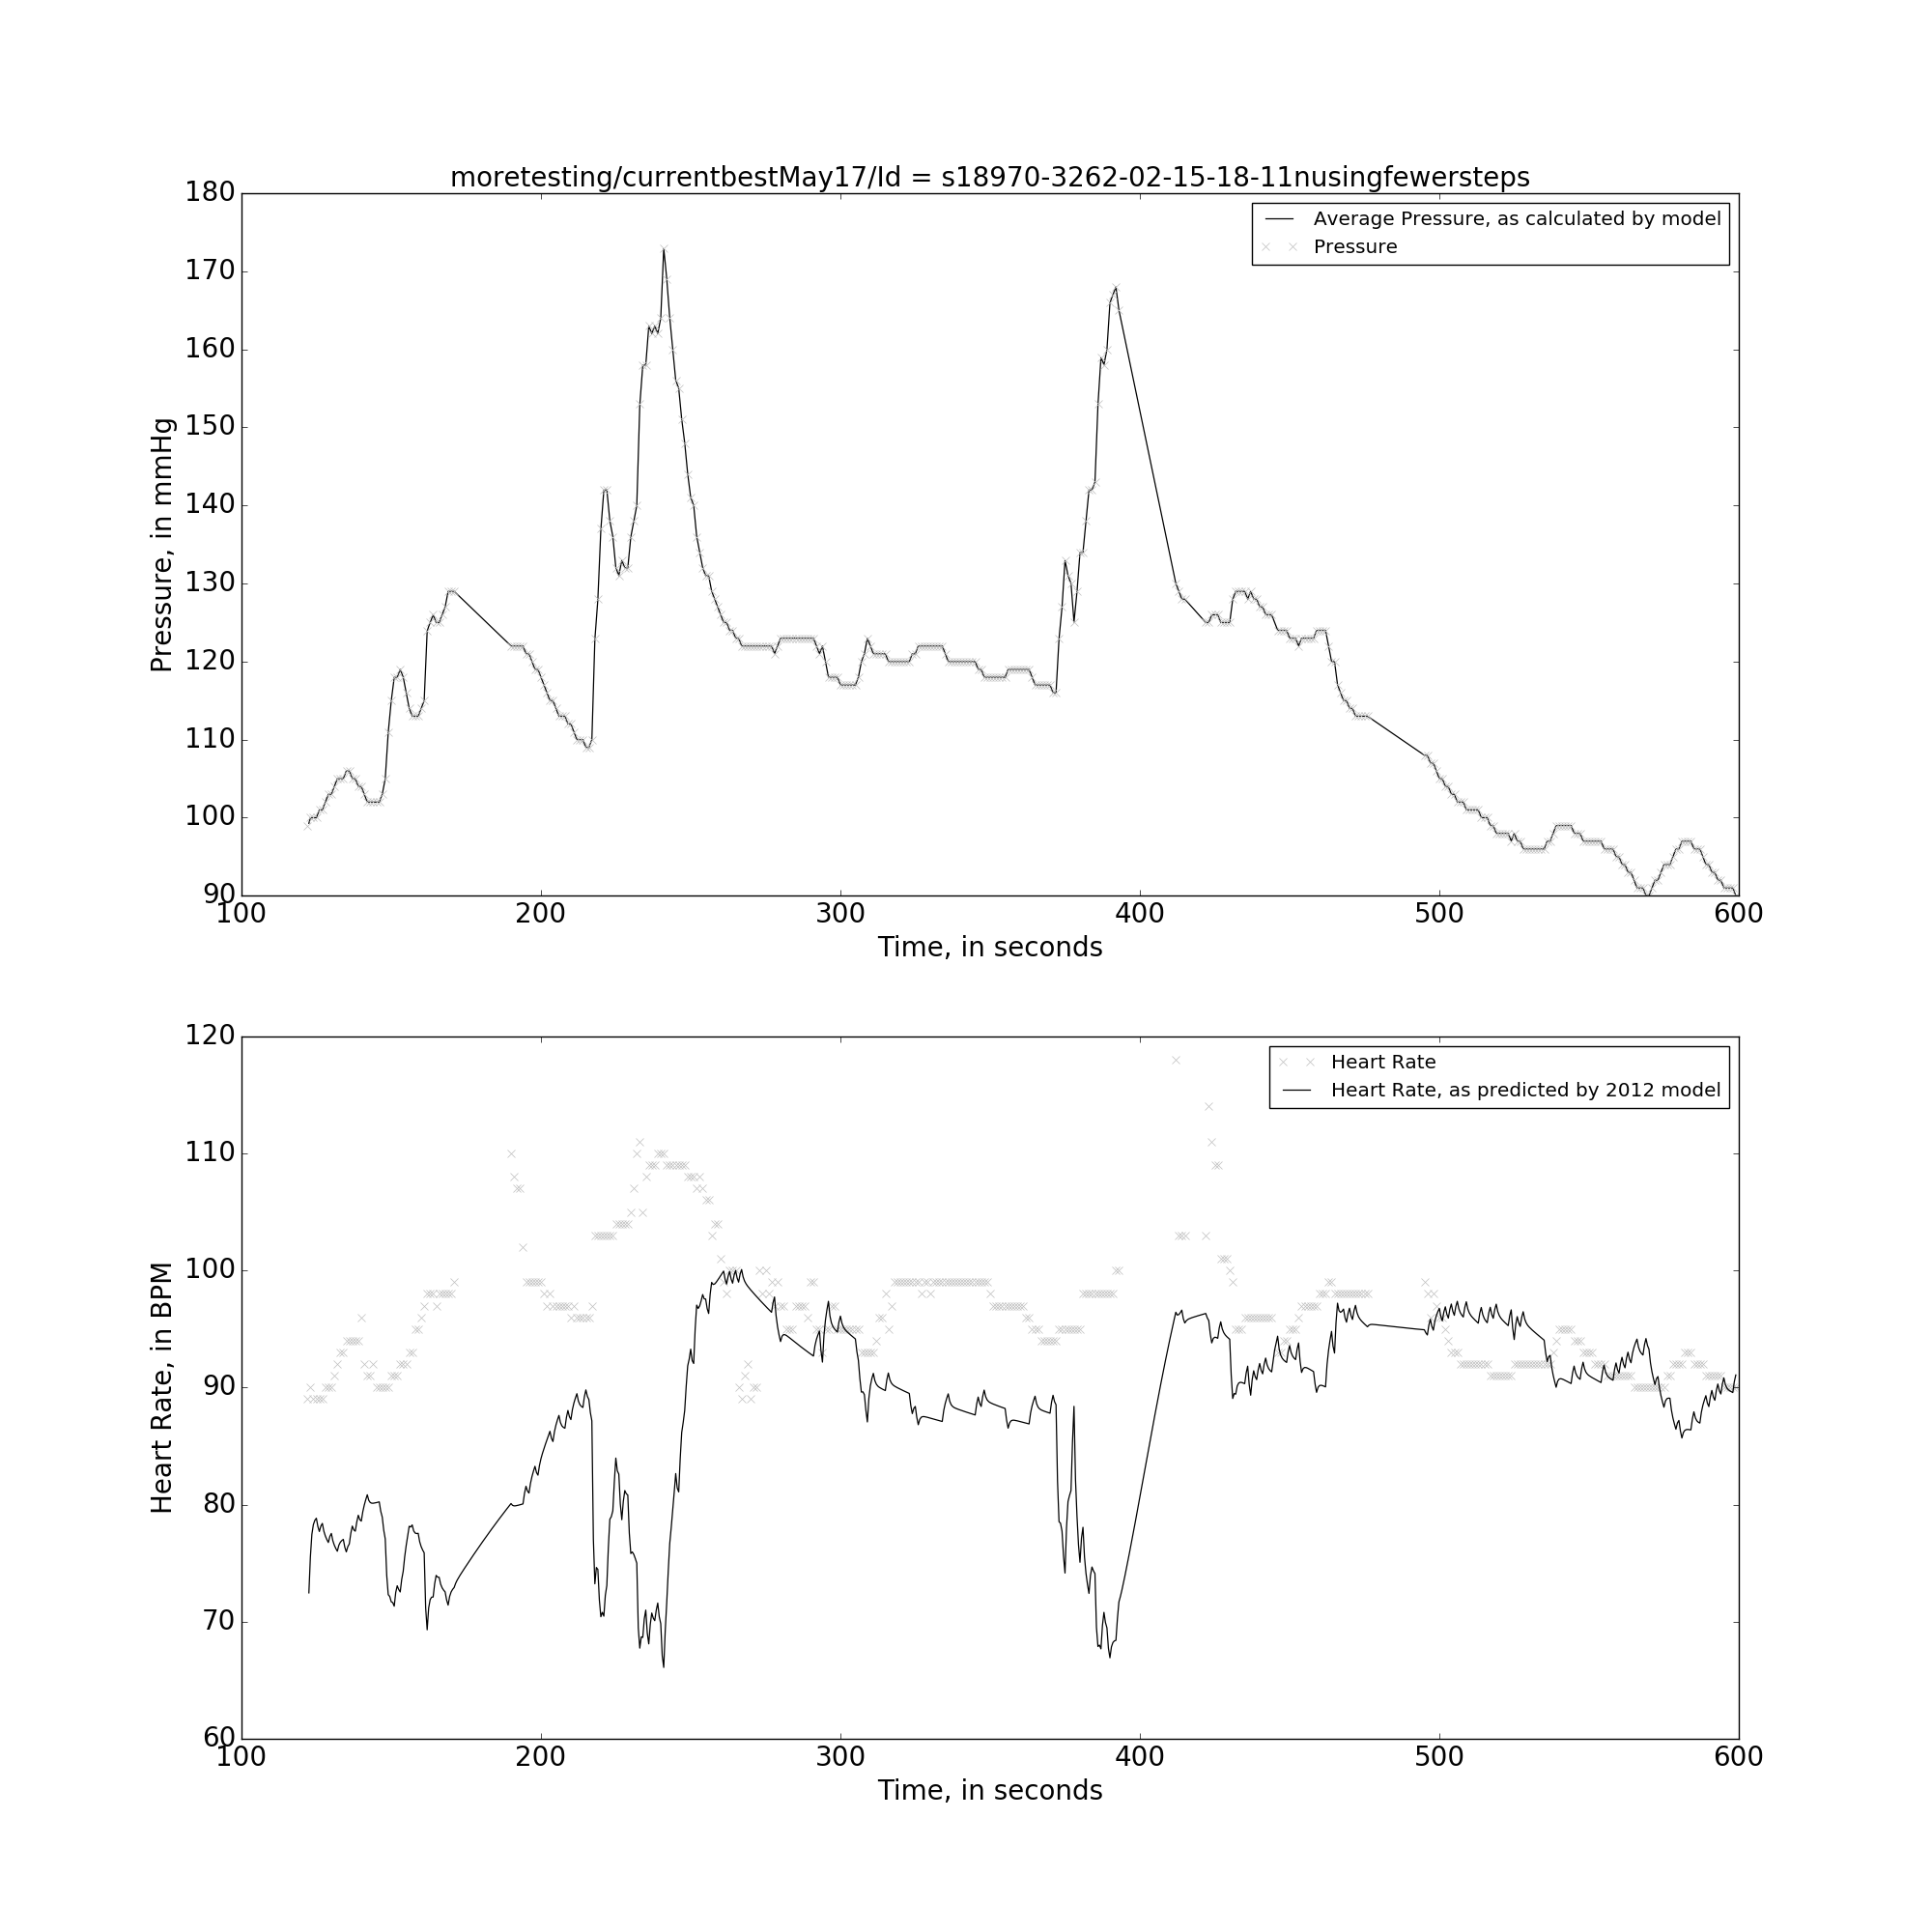 moretesting/currentbestMay17/Id = s18970-3262-02-15-18-11nusingfewersteps
180
170
160
150
140
130
120
110
100
90
Pressure, in mmHg
Average Pressure, as calculated by model
Pressure
100 200 300 400 500 600
Time, in seconds
120
110
100
90
80
70
60
Heart Rate, in BPM
Heart Rate
Heart Rate, as predicted by 2012 model
100 200 300 400 500 600
Time, in seconds